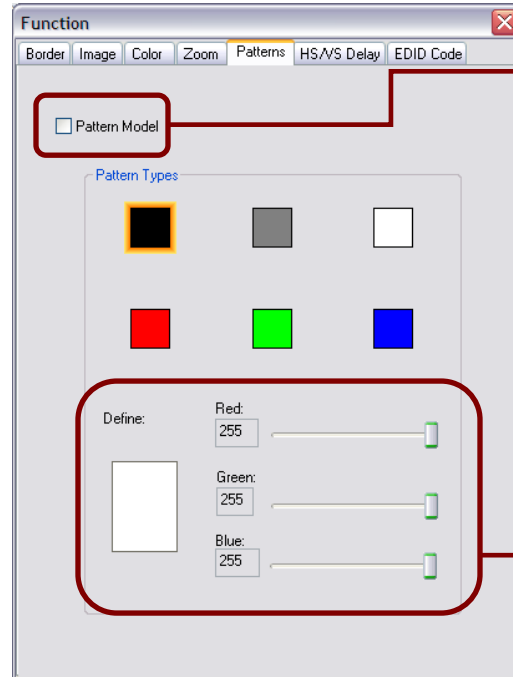 Function
Border Image Color Zoom Patterns HS/VS Delay EDID Code
Pattern Model
Pattern Types
Define:
Red:
255
Green:
255
Blue:
255